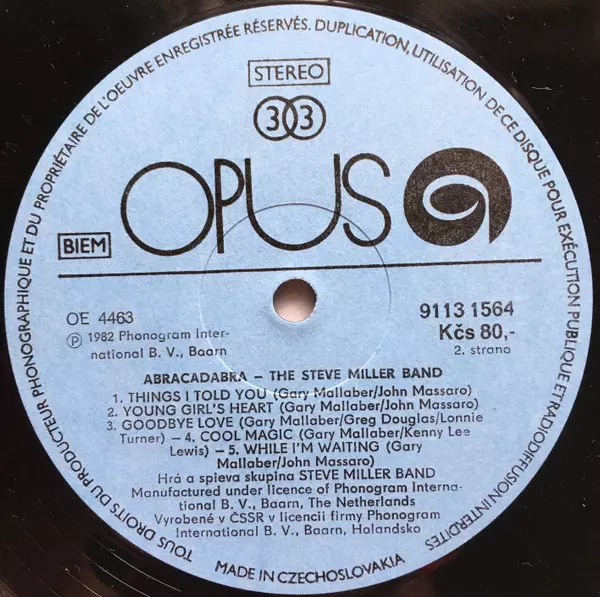 TOUS DROITS DU PRODUCTEUR PHONOGRAPHIQUE ET DU PROPRIÉTAIRE DE L'OEUVRE ENREGISTRÉE RÉSERVÉS. DUPLICATION, UTILISATION DE CE DISQUE POUR EXÉCUTION PUBLIQUE ET RADIODIFFUSION INTERDITES
STEREO
33
OPUS
BIEM
OE 4463
9113 1564
Ⓟ 1982 Phonogram Inter-
national B. V., Baarn
Kčs 80,-
2. strana
ABRACADABRA – THE STEVE MILLER BAND
1. THINGS I TOLD YOU (Gary Mallaber/John Massaro)
2. YOUNG GIRL'S HEART (Gary Mallaber/John Massaro)
3. GOODBYE LOVE (Gary Mallaber/Greg Douglas/Lonnie
Turner) – 4. COOL MAGIC (Gary Mallaber/Kenny Lee
Lewis) – 5. WHILE I'M WAITING (Gary
Mallaber/John Massaro)
Hrá a spieva skupina STEVE MILLER BAND
Manufactured under licence of Phonogram Interna-
tional B. V., Baarn, The Netherlands
Vyrobené v ČSSR v licencii firmy Phonogram
International B. V., Baarn, Holandsko
MADE IN CZECHOSLOVAKIA